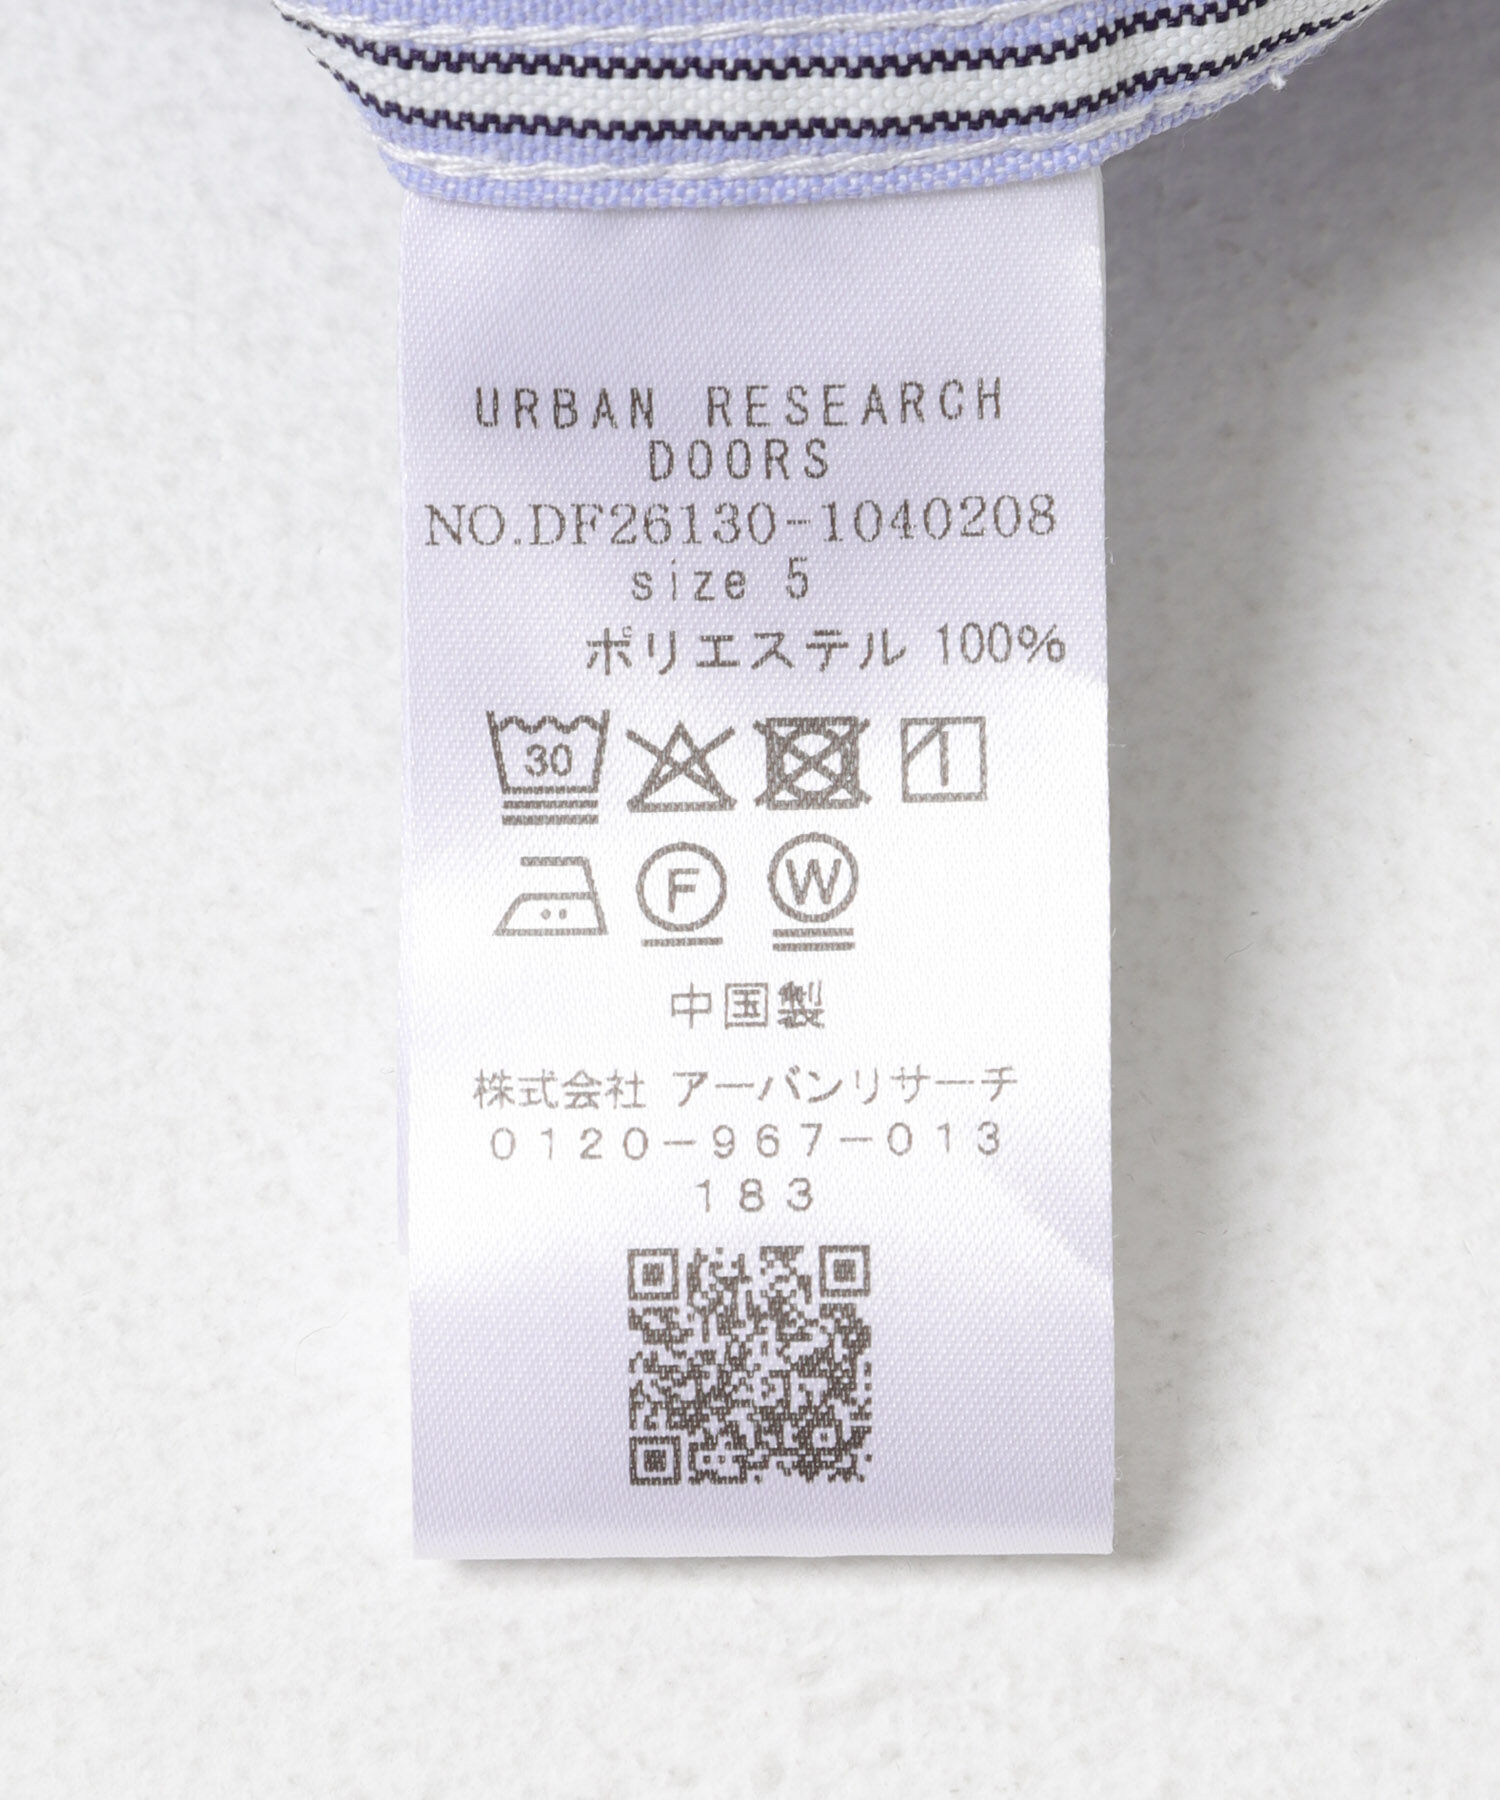 URBAN RESEARCH
DOORS
NO.DF26130-1040208
size 5
ポリエステル 100%
30
F W
中国製
株式会社 アーバンリサーチ
0120-967-013
183